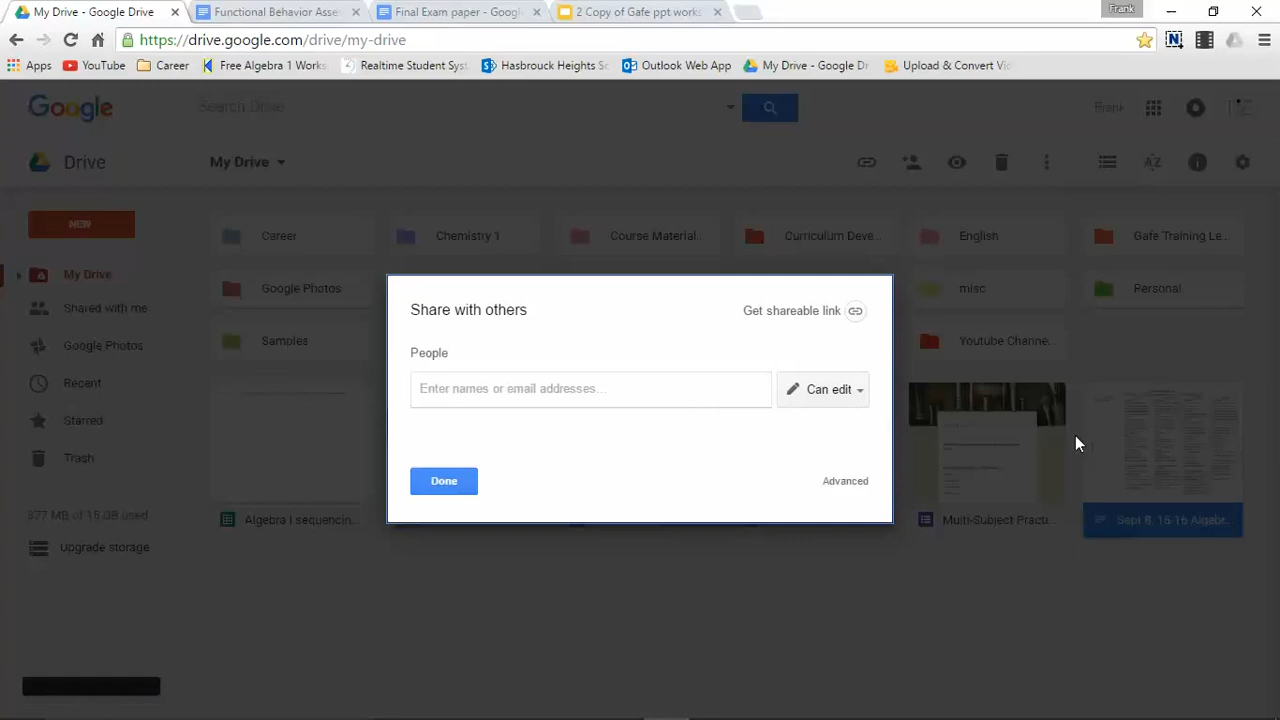 My Drive - Google Drive
Functional Behavior Asse
Final Exam paper - Googl
2 Copy of Gafe ppt works
Frank
https://drive.google.com/drive/my-drive
Apps
YouTube
Career
Free Algebra 1 Works
Realtime Student Syst
Hasbrouck Heights Sc
Outlook Web App
My Drive - Google Dr
Upload & Convert Vid
Google
Search Drive
Frank
Drive
My Drive
NEW
Career
Chemistry 1
Course Material...
Curriculum Deve...
English
Gafe Training Le...
My Drive
Google Photos
misc
Personal
Shared with me
Samples
Youtube Channe...
Google Photos
Recent
Starred
Trash
377 MB of 15 GB used
Upgrade storage
Share with others
Get shareable link
People
Enter names or email addresses...
Can edit
Done
Advanced
Algebra I sequencin...
Multi-Subject Practi...
Sept 8, 15-16 Algebr...